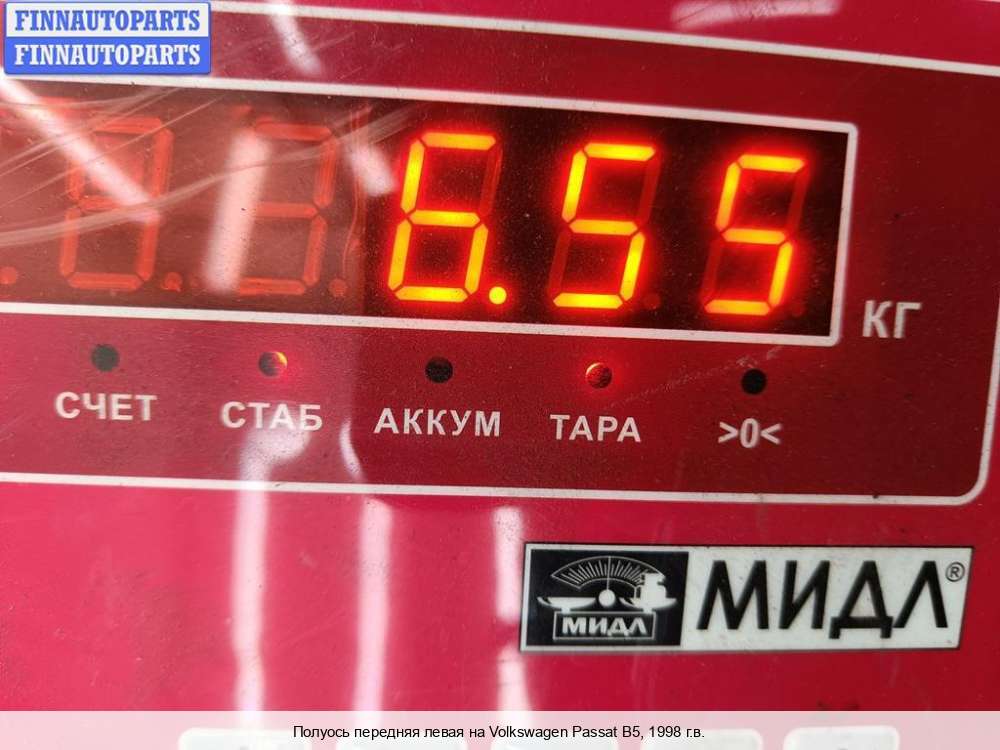 FINNAUTOPARTS
FINNAUTOPARTS
6.55
КГ
СЧЕТ СТАБ АККУМ ТАРА >0<
МИДЛ МИДЛ®
Полуось передняя левая на Volkswagen Passat B5, 1998 г.в.